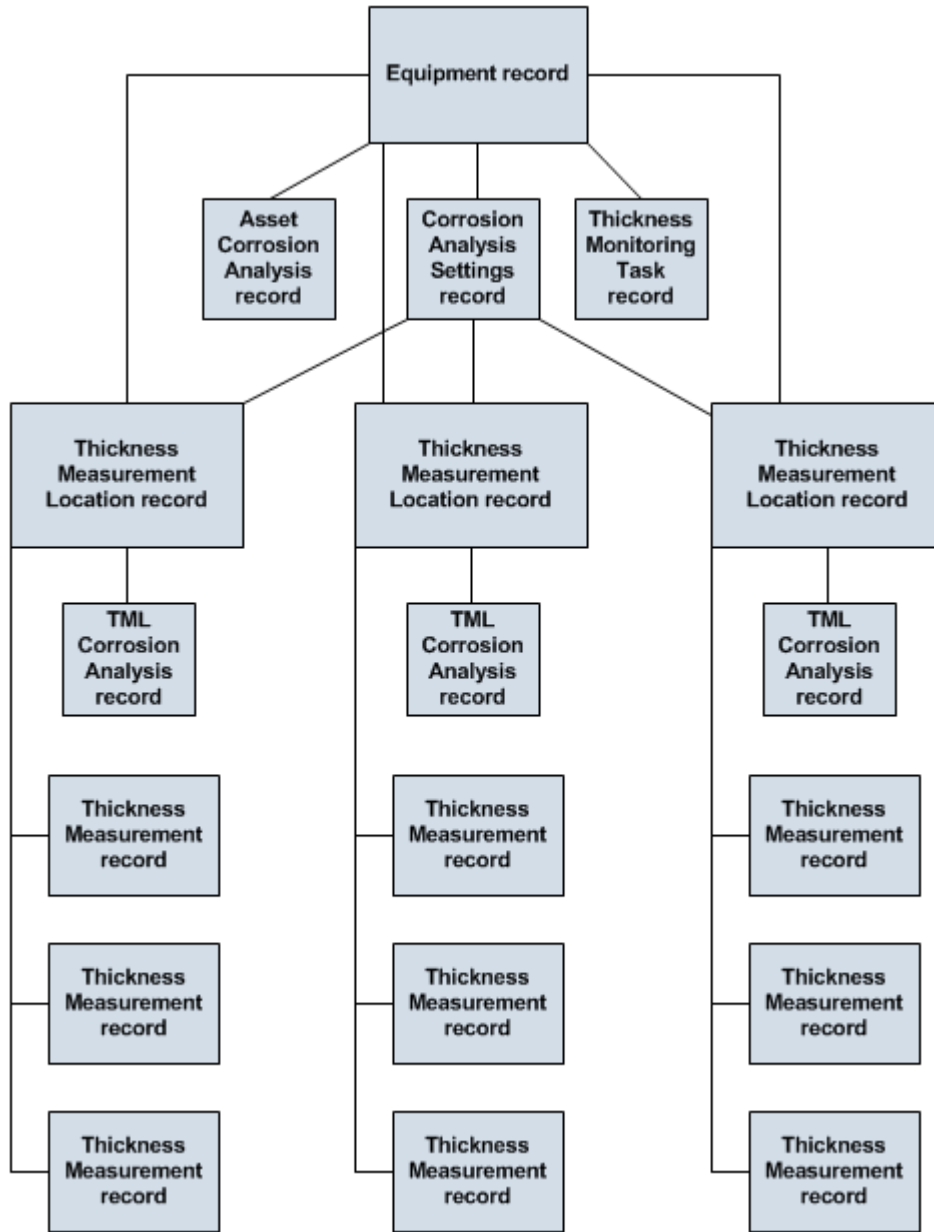 Equipment record
Asset
Corrosion
Analysis
record
Corrosion
Analysis
Settings
record
Thickness
Monitoring
Task
record
Thickness
Measurement
Location record
Thickness
Measurement
Location record
Thickness
Measurement
Location record
TML
Corrosion
Analysis
record
TML
Corrosion
Analysis
record
TML
Corrosion
Analysis
record
Thickness
Measurement
record
Thickness
Measurement
record
Thickness
Measurement
record
Thickness
Measurement
record
Thickness
Measurement
record
Thickness
Measurement
record
Thickness
Measurement
record
Thickness
Measurement
record
Thickness
Measurement
record